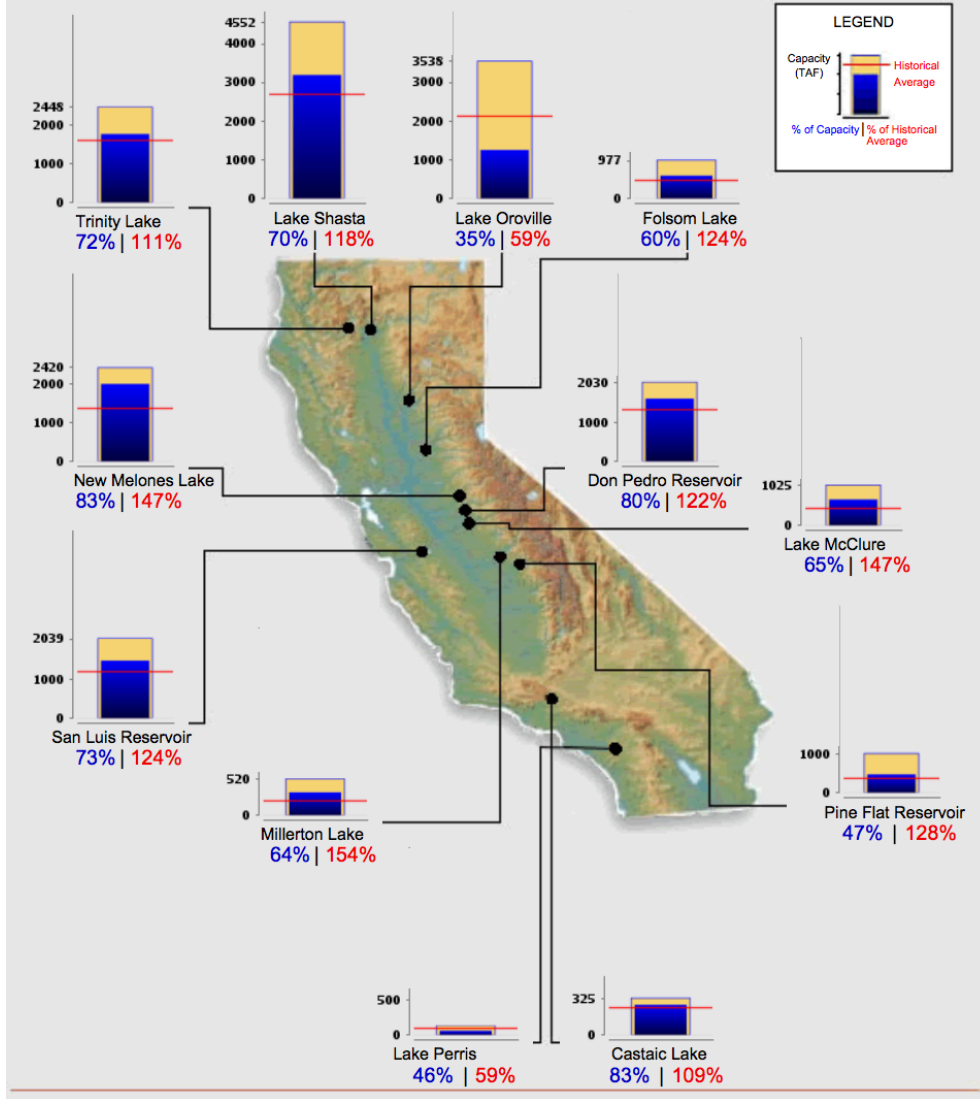 LEGEND
Capacity
(TAF)
Historical
Average
% of Capacity | % of Historical
Average
4552
4000
3000
2000
1000
0
Lake Shasta
70% | 118%
3538
3000
2000
1000
0
Lake Oroville
35% | 59%
2448
2000
1000
0
Trinity Lake
72% | 111%
977
0
Folsom Lake
60% | 124%
2420
2000
1000
0
New Melones Lake
83% | 147%
2030
1000
0
Don Pedro Reservoir
80% | 122%
1025
0
Lake McClure
65% | 147%
2039
1000
0
San Luis Reservoir
73% | 124%
520
0
Millerton Lake
64% | 154%
1000
0
Pine Flat Reservoir
47% | 128%
500
0
Lake Perris
46% | 59%
325
0
Castaic Lake
83% | 109%